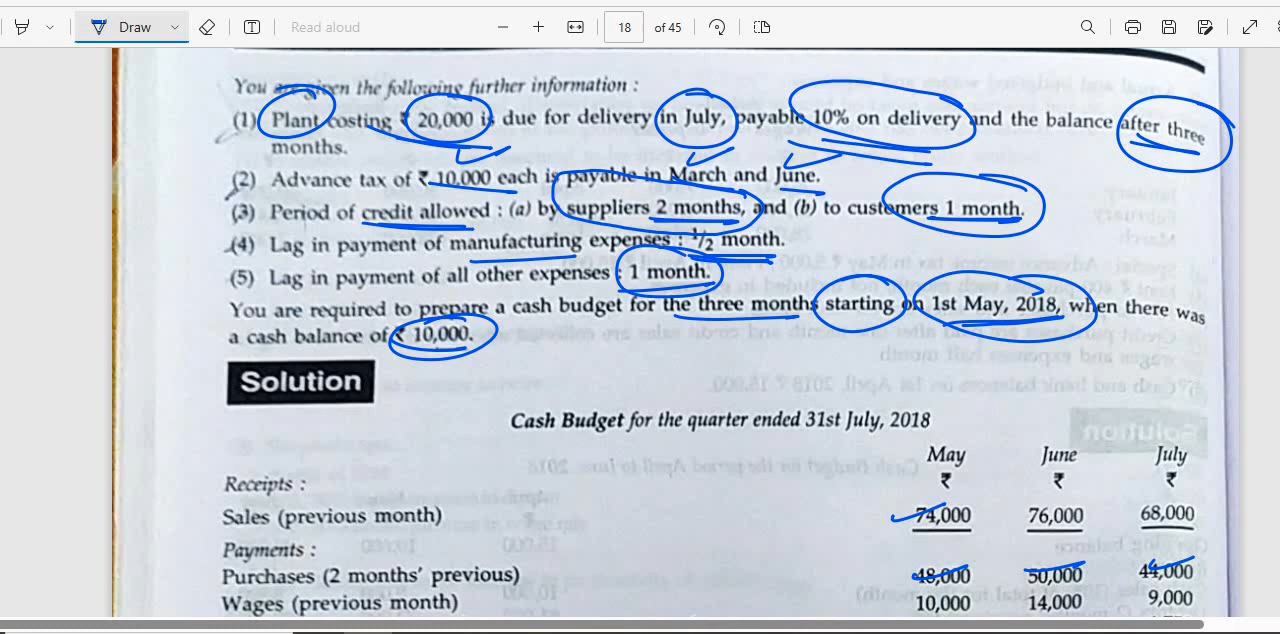 Draw
Read aloud
18 of 45
You are given the following further information :
(1) Plant costing ₹ 20,000 is due for delivery in July, payable 10% on delivery and the balance after three
months.
(2) Advance tax of ₹ 10,000 each is payable in March and June.
(3) Period of credit allowed : (a) by suppliers 2 months, and (b) to customers 1 month.
(4) Lag in payment of manufacturing expenses : 1/2 month.
(5) Lag in payment of all other expenses : 1 month.
You are required to prepare a cash budget for the three months starting on 1st May, 2018, when there was
a cash balance of ₹ 10,000.
Solution
Cash Budget for the quarter ended 31st July, 2018
May June July
Receipts : ₹ ₹ ₹
Sales (previous month) 74,000 76,000 68,000
Payments :
Purchases (2 months' previous) 48,000 50,000 44,000
Wages (previous month) 10,000 14,000 9,000